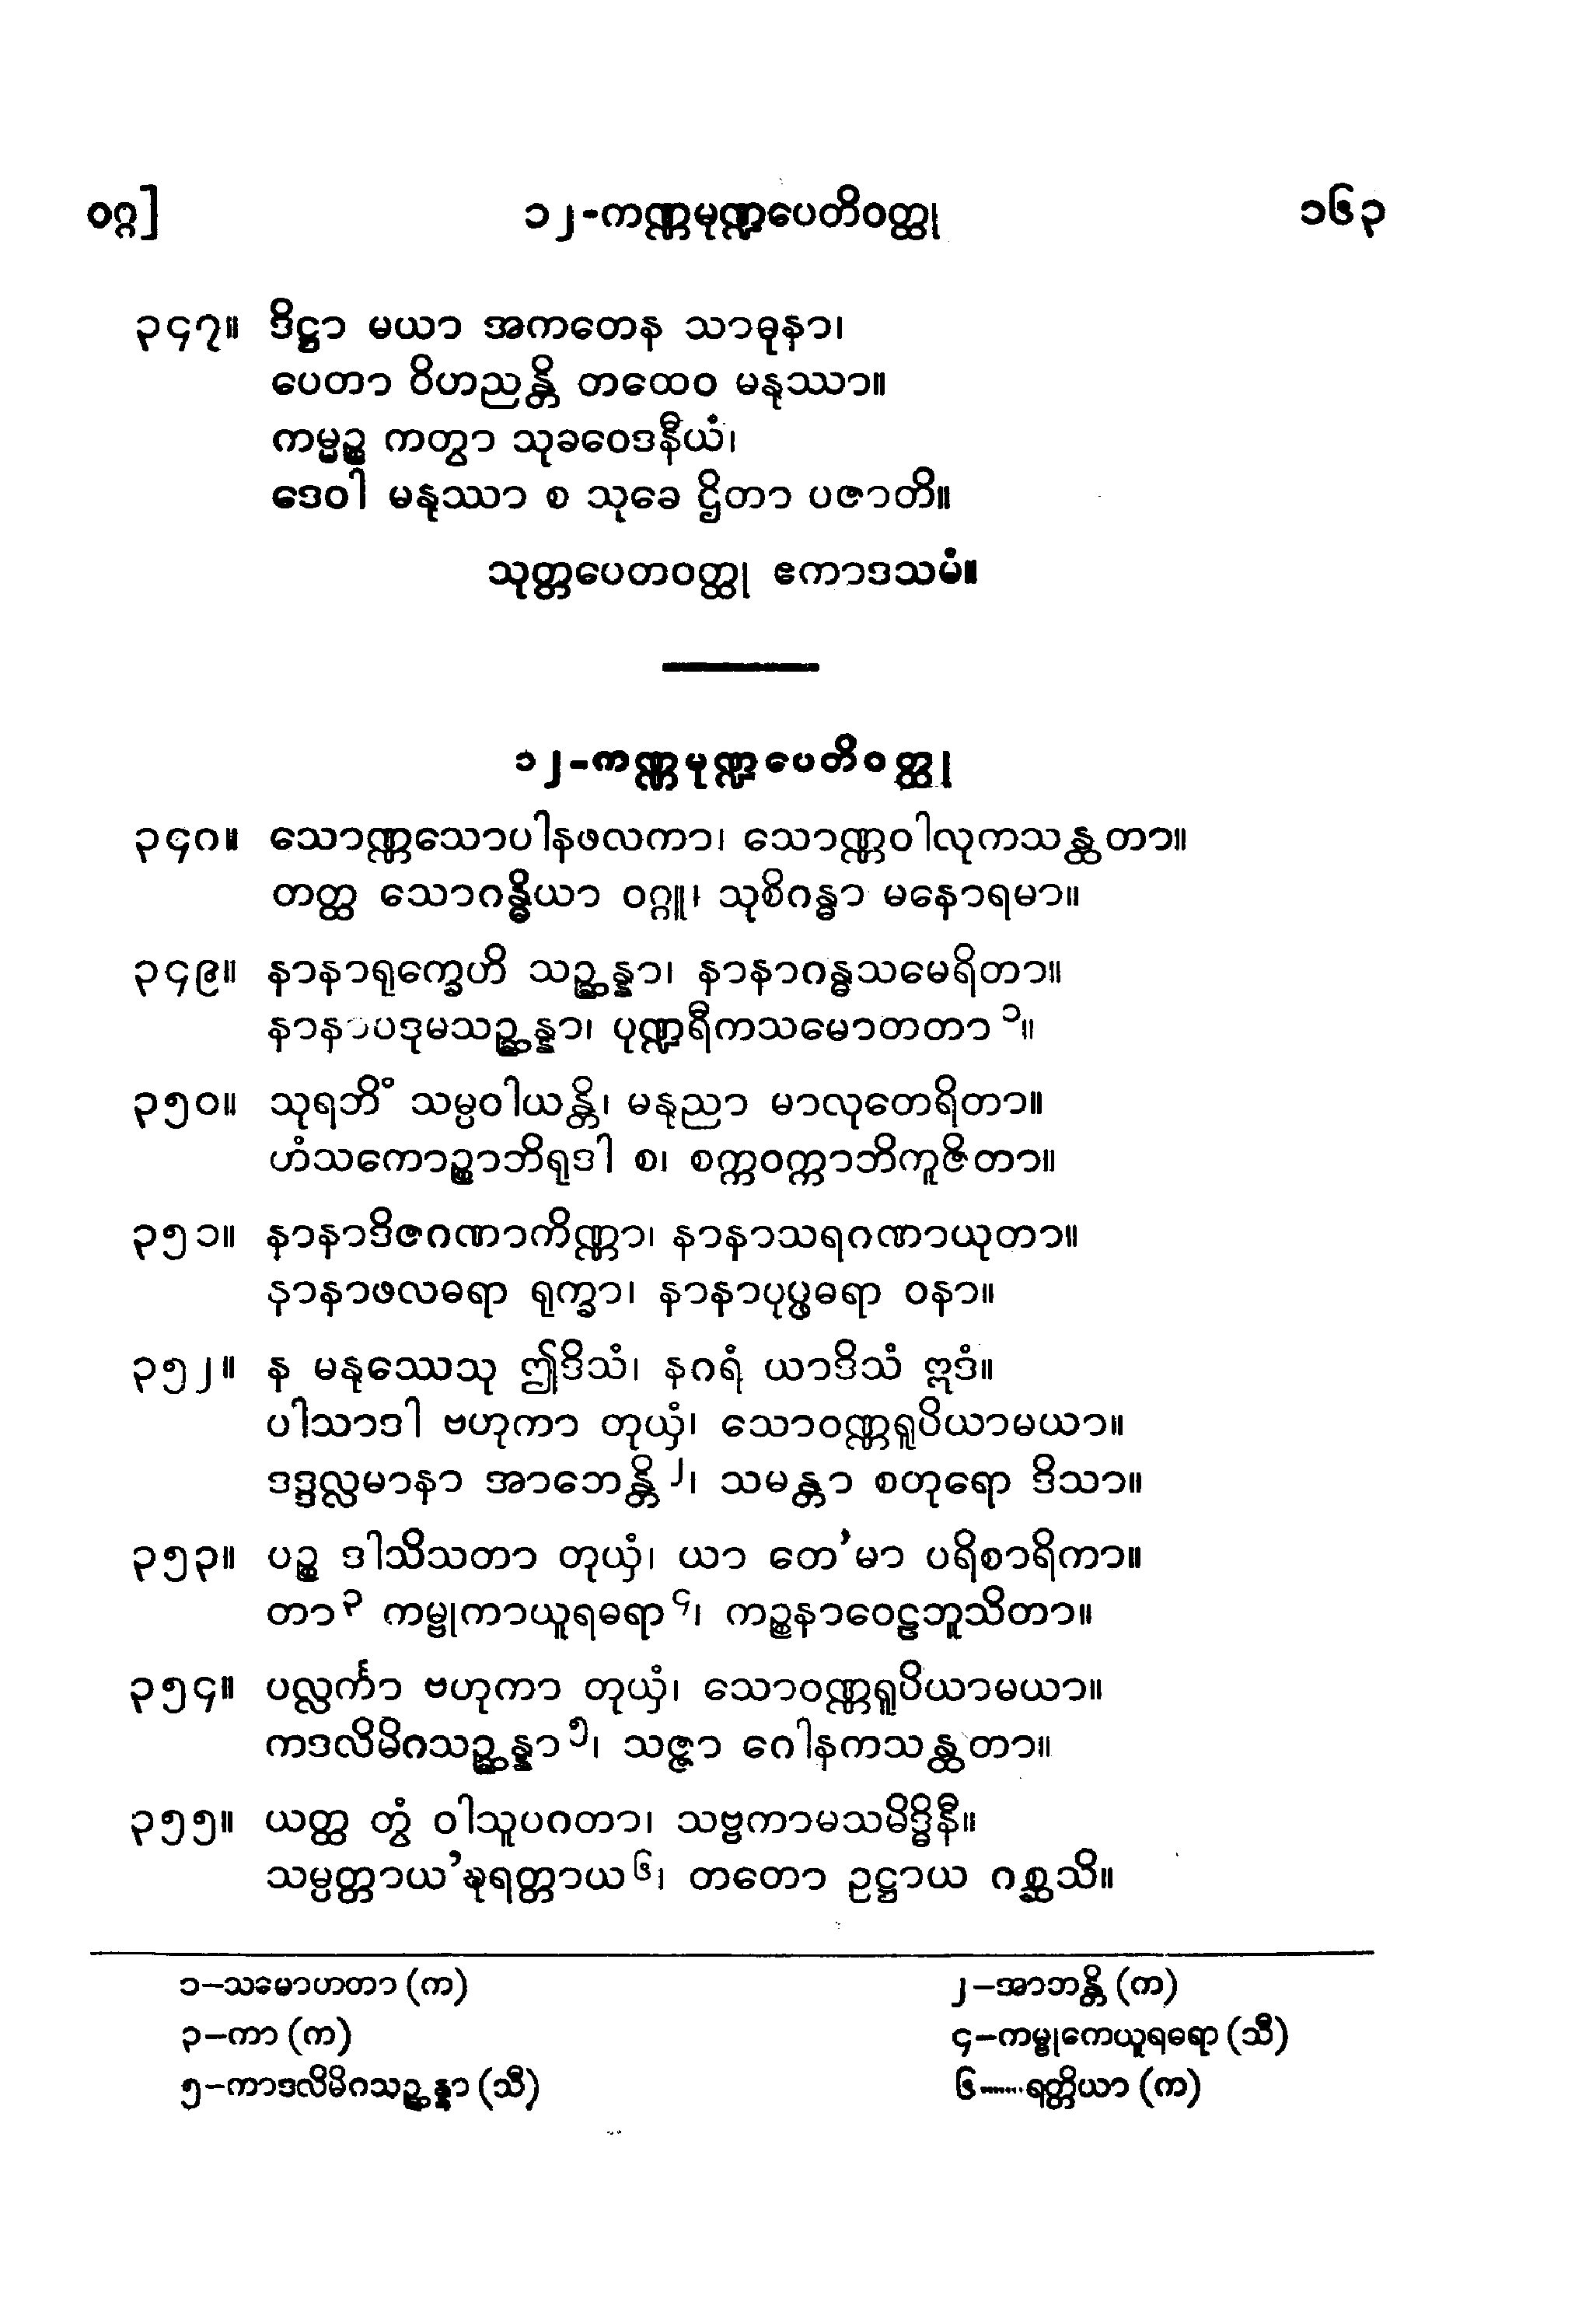 ဝဂ္ဂ] ၁၂-ကဏ္ဏမုဏ္ဍပေတိဝတ္ထု ၁၆၃
၃၄၇။ ဒိဋ္ဌာ မယာ အကတေန သာဓုနာ၊
ပေတာ ဝိဟညန္တိ တထေဝ မနုဿာ။
ကမ္မဉ္စ ကတွာ သုခဝေဒနီယံ၊
ဒေဝါ မနုဿာ စ သုခေ ဌိတာ ပဇာတိ။
သုတ္တပေတဝတ္ထု ဧကာဒသမံ။
၁၂-ကဏ္ဏမုဏ္ဍပေတိဝတ္ထု
၃၄၈။ သောဏ္ဏသောပါနဖလကာ၊ သောဏ္ဏဝါလုကသန္ထတာ။
တတ္ထ သောဂန္ဓိယာ ဝဂ္ဂူ၊ သုစိဂန္ဓာ မနောရမာ။
၃၄၉။ နာနာရုက္ခေဟိ သဉ္ဆန္နာ၊ နာနာဂန္ဓသမေရိတာ။
နာနာပဒုမသဉ္ဆန္နာ၊ ပုဏ္ဍရီကသမောတတာ ၁။
၃၅၀။ သုရဘိံ သမ္ပဝါယန္တိ၊ မနုညာ မာလုတေရိတာ။
ဟံသကောဉ္စာဘိရုဒါ စ၊ စက္ကဝက္ကာဘိကူဇိတာ။
၃၅၁။ နာနာဒိဇဂဏာကိဏ္ဏာ၊ နာနာသရဂဏာယုတာ။
နာနာဖလဓရာ ရုက္ခာ၊ နာနာပုပ္ဖဓရာ ဝနာ။
၃၅၂။ န မနုဿေသု ဤဒိသံ၊ နဂရံ ယာဒိသံ ဣဒံ။
ပါသာဒါ ဗဟုကာ တုယှံ၊ သောဝဏ္ဏရူပိယာမယာ။
ဒဒ္ဒလ္လမာနာ အာဘေန္တိ ၂၊ သမန္တာ စတုရော ဒိသာ။
၃၅၃။ ပဉ္စ ဒါသိသတာ တုယှံ၊ ယာ တေ’မာ ပရိစာရိကာ။
တာ ၃ ကမ္ဗုကာယူရဓရာ ၄၊ ကဉ္စနာဝေဠဘူသိတာ။
၃၅၄။ ပလ္လင်္ကာ ဗဟုကာ တုယှံ၊ သောဝဏ္ဏရူပိယာမယာ။
ကဒလိမိဂသဉ္ဆန္နာ ၅၊ သဇ္ဇာ ဂေါနကသန္ထတာ။
၃၅၅။ ယတ္ထ တွံ ဝါသူပဂတာ၊ သဗ္ဗကာမသမိဒ္ဓိနီ။
သမ္ပတ္တာယ’ဍ္ဎရတ္တာယ ၆၊ တတော ဥဋ္ဌာယ ဂစ္ဆသိ။
၁–သမောဟတာ (က) ၂–အာဘန္တိ (က)
၃–ကာ (က) ၄–ကမ္ဗုကေယူရဓရာ (သီ)
၅–ကာဒလိမိဂသဉ္ဆန္နာ (သီ) ၆......ရတ္တိယာ (က)